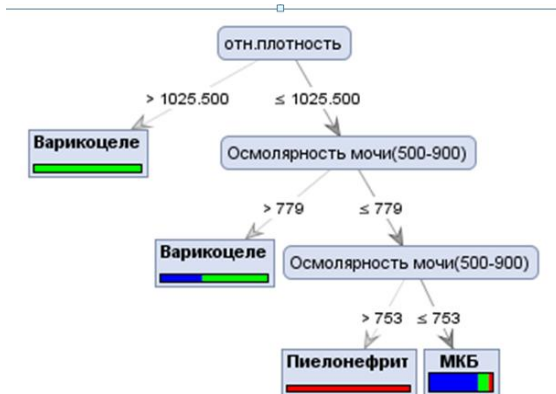 отн.плотность
> 1025.500 ≤ 1025.500
Варикоцеле
Осмолярность мочи(500-900)
> 779 ≤ 779
Варикоцеле
Осмолярность мочи(500-900)
> 753 ≤ 753
Пиелонефрит МКБ